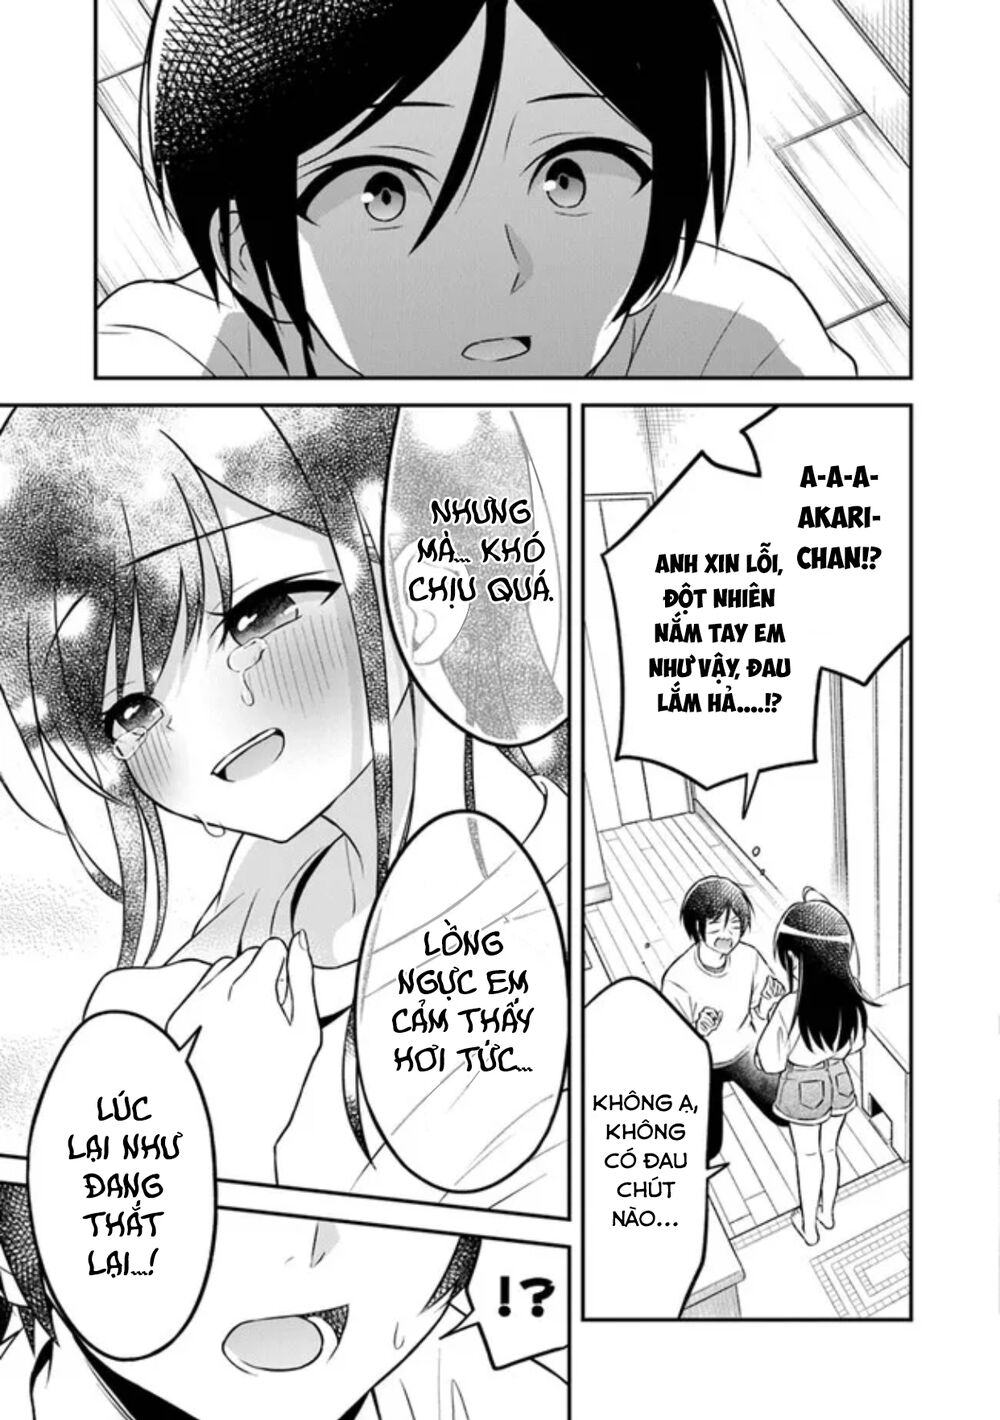 A-A-A-
AKARI-
CHAN!?
ANH XIN LỖI,
ĐỘT NHIÊN
NẮM TAY EM
NHƯ VẬY, ĐAU
LẮM HẢ....!?
KHÔNG Ạ,
KHÔNG
CÓ ĐAU
CHÚT
NÀO...
NHƯNG
MÀ... KHÓ
CHỊU QUÁ.
LỒNG
NGỰC EM
CẢM THẤY
HƠI TỨC...
LÚC
LẠI NHƯ
ĐANG
THẮT
LẠI...!
!?